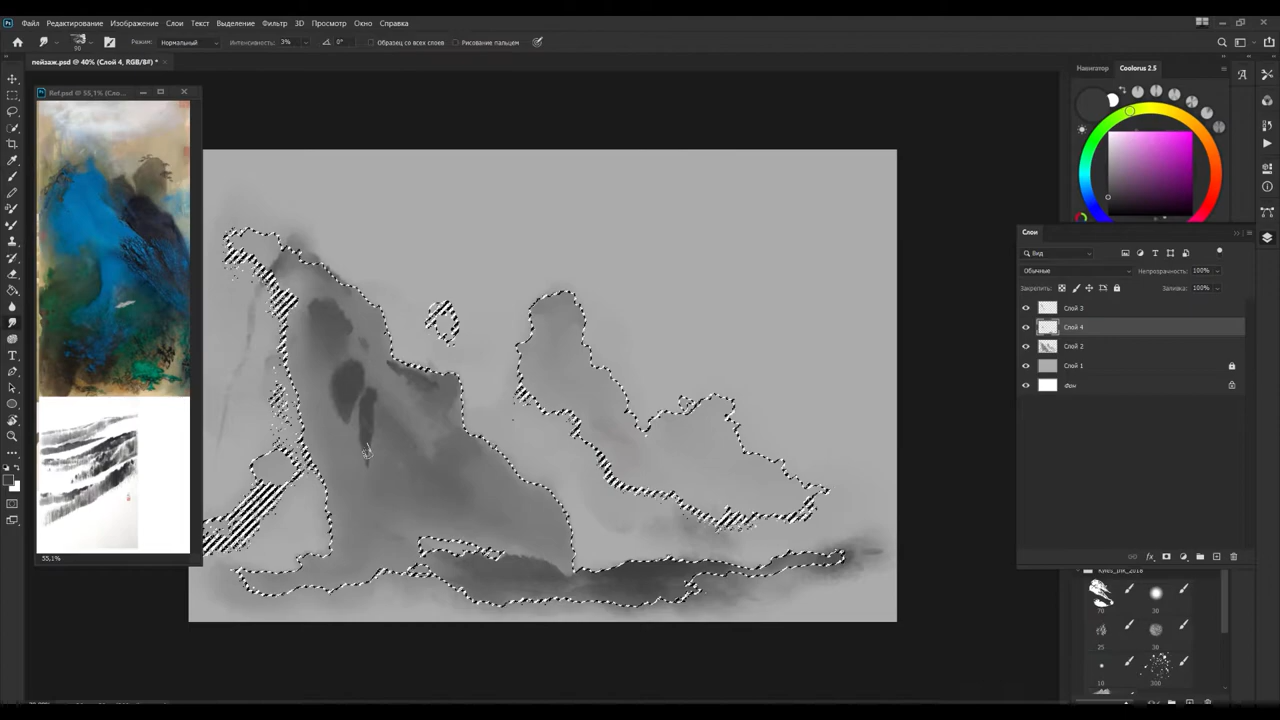 Файл Редактирование Изображение Слои Текст Выделение Фильтр 3D Просмотр Окно Справка
90 Режим: Нормальный Интенсивность: 3% 0° Образец со всех слоев Рисование пальцем
пейзаж.psd @ 40% (Слой 4, RGB/8#) *
Ref.psd @ 55,1% (Сло...
55,1%
Навигатор Coolorus 2.5
Слои
Вид
Обычные Непрозрачность: 100%
Закрепить: Заливка: 100%
Слой 3
Слой 4
Слой 2
Слой 1
Фон
70 30
25 30
10 300